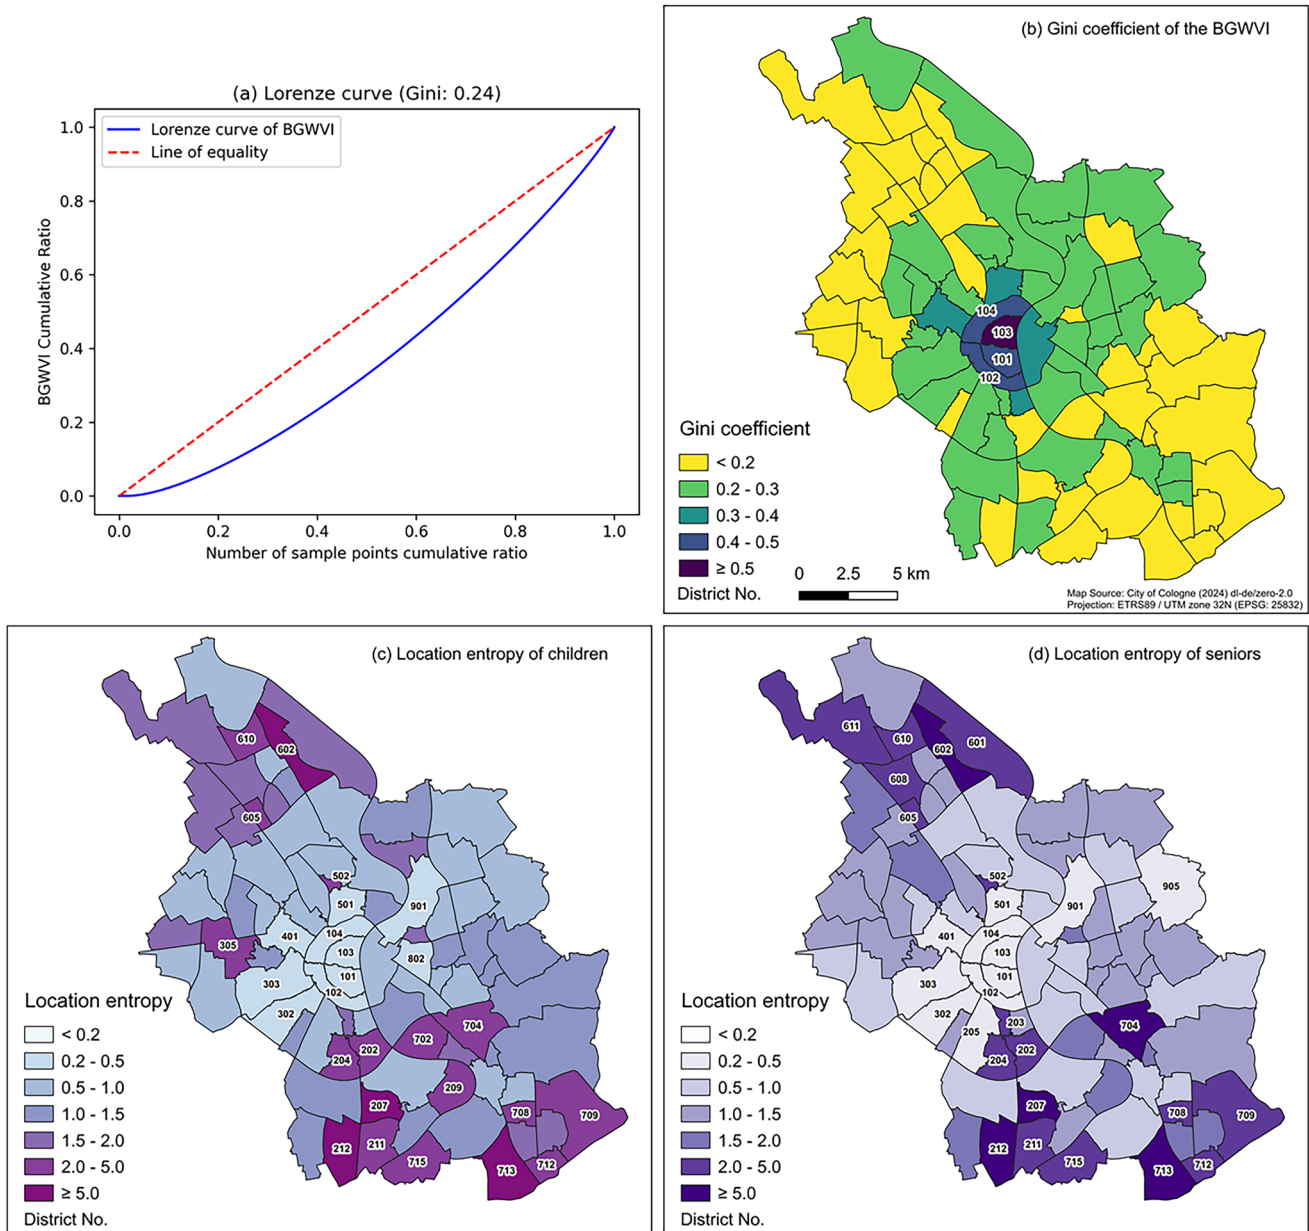 (a) Lorenze curve (Gini: 0.24)
Lorenze curve of BGWVI
Line of equality
BGWVI Cumulative Ratio
1.0
0.8
0.6
0.4
0.2
0.0
0.0 0.2 0.4 0.6 0.8 1.0
Number of sample points cumulative ratio
(b) Gini coefficient of the BGWVI
104
103
101
102
Gini coefficient
< 0.2
0.2 - 0.3
0.3 - 0.4
0.4 - 0.5
≥ 0.5
District No.
0 2.5 5 km
Map Source: City of Cologne (2024) dl-de/zero-2.0
Projection: ETRS89 / UTM zone 32N (EPSG: 25832)
(c) Location entropy of children
610
602
605
502
501
901
401
104
305
103
802
101
303
102
302
704
702
202
204
209
207
708
709
212
211
715
712
713
Location entropy
< 0.2
0.2 - 0.5
0.5 - 1.0
1.0 - 1.5
1.5 - 2.0
2.0 - 5.0
≥ 5.0
District No.
(d) Location entropy of seniors
611
610
602
601
608
605
502
905
501
901
401
104
103
101
303
102
302
203
704
205
202
204
207
708
709
212
211
715
712
713
Location entropy
< 0.2
0.2 - 0.5
0.5 - 1.0
1.0 - 1.5
1.5 - 2.0
2.0 - 5.0
≥ 5.0
District No.